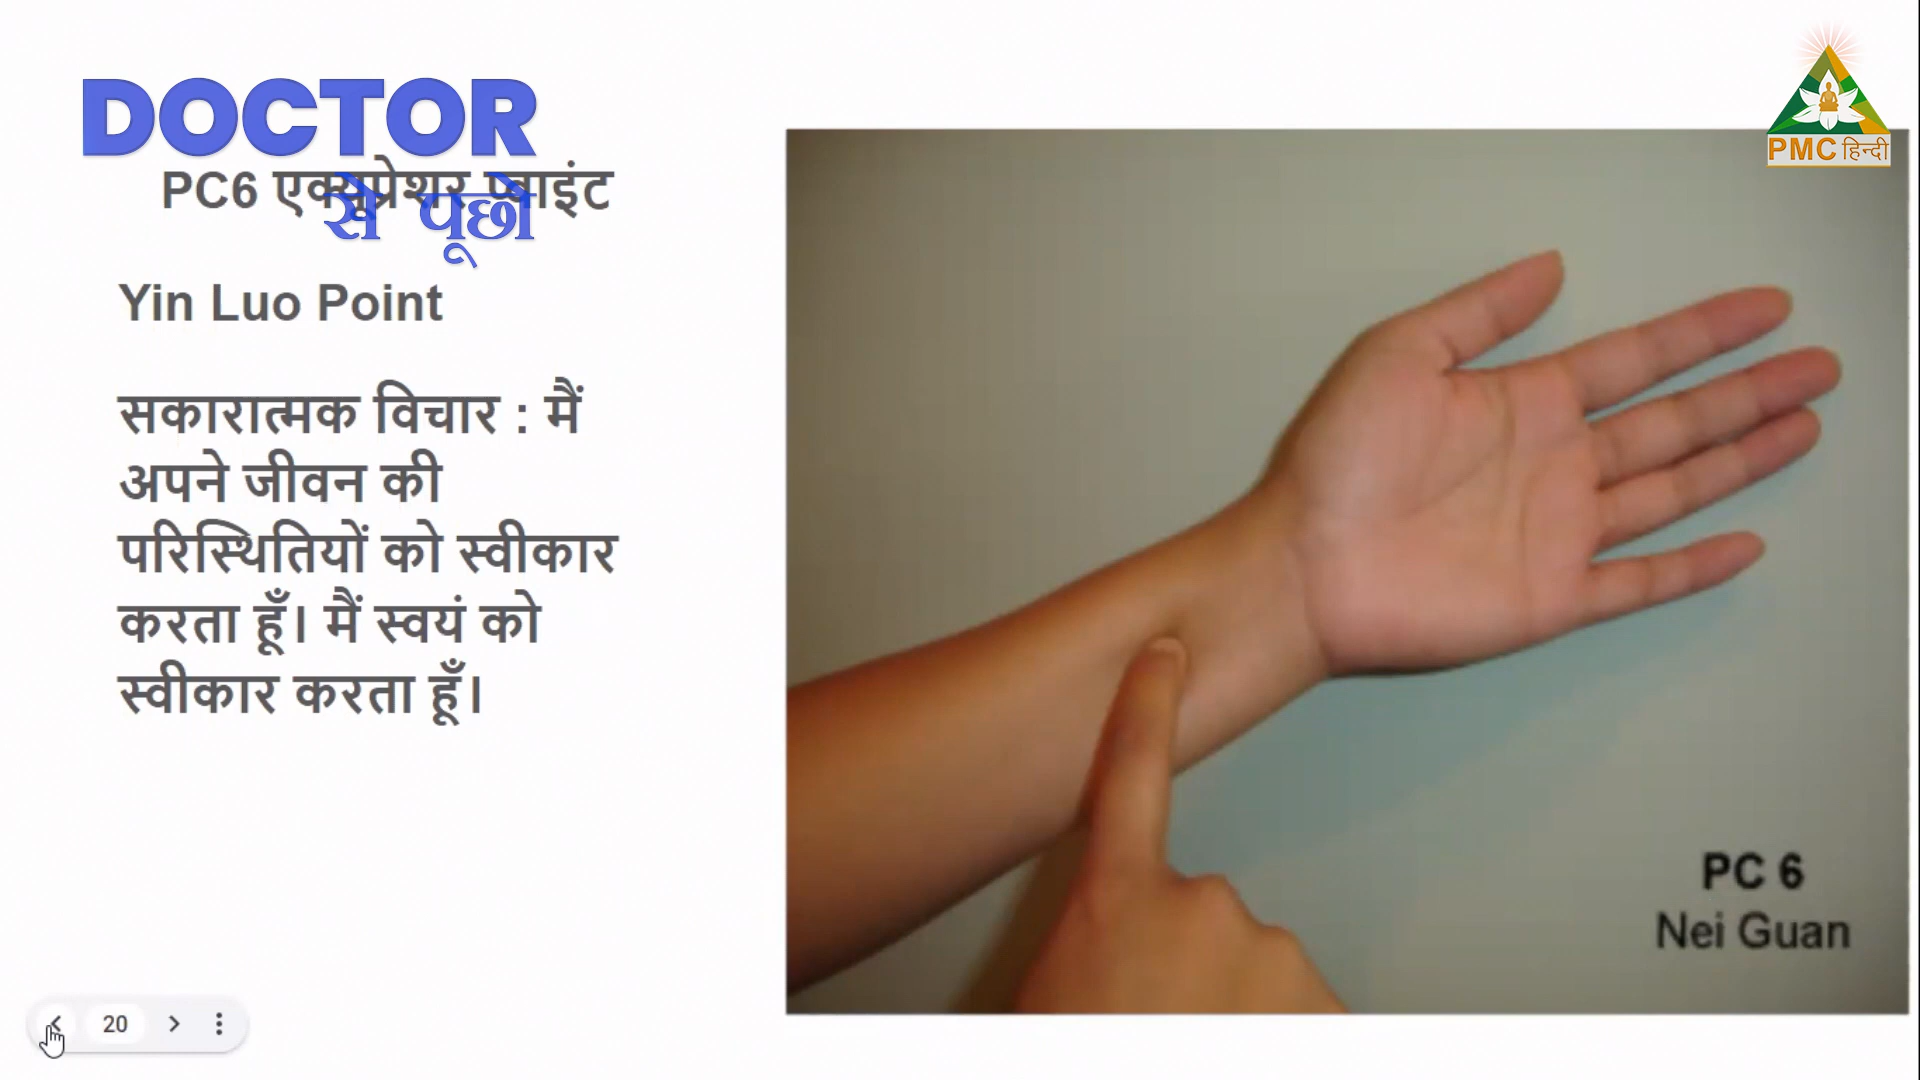 DOCTOR
से पूछो
PC6 एक्यूप्रेशर प्वाइंट
Yin Luo Point
सकारात्मक विचार : मैं
अपने जीवन की
परिस्थितियों को स्वीकार
करता हूँ। मैं स्वयं को
स्वीकार करता हूँ।
PMC हिन्दी
PC 6
Nei Guan
20